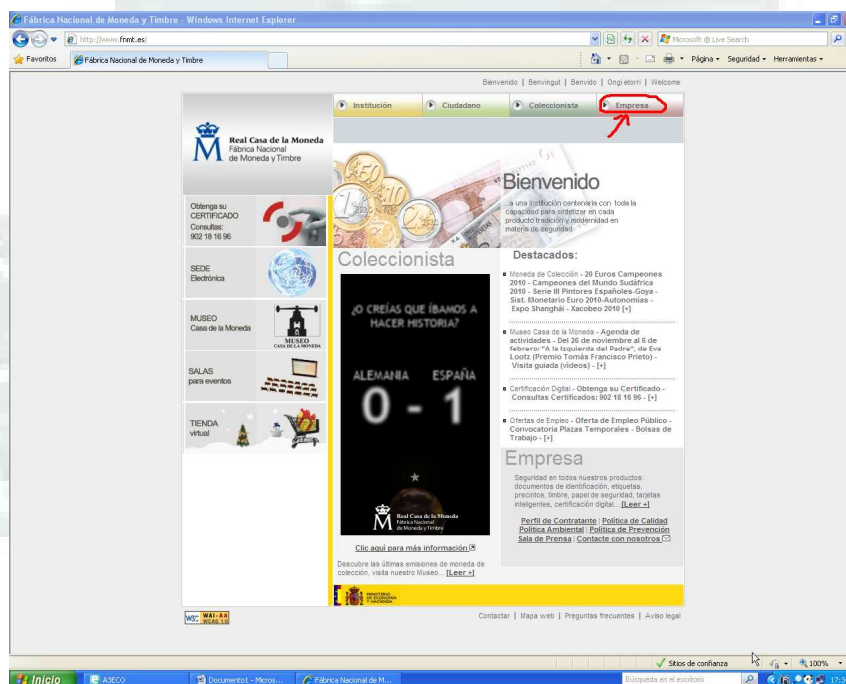 Fábrica Nacional de Moneda y Timbre - Windows Internet Explorer
http://www.fnmt.es/
Microsoft ® Live Search
Favoritos
Fábrica Nacional de Moneda y Timbre
Página
Seguridad
Herramientas
Bienvenido | Benvingut | Benvido | Ongi etorri | Welcome
Institución
Ciudadano
Coleccionista
Empresa
Real Casa de la Moneda
Fábrica Nacional
de Moneda y Timbre
Bienvenido
...a una institución centenaria con toda la
capacidad para sintetizar en cada
producto tradición y modernidad en
materia de seguridad.
Obtenga su
CERTIFICADO
Consultas:
902 18 16 96
SEDE
Electrónica
MUSEO
Casa de la Moneda
MUSEO
CASA DE LA MONEDA
SALAS
para eventos
TIENDA
virtual
Coleccionista
¿O CREÍAS QUE ÍBAMOS A
HACER HISTORIA?
ALEMANIA ESPAÑA
0 - 1
Real Casa de la Moneda
Fábrica Nacional
de Moneda y Timbre
Clic aquí para más información
Descubre las últimas emisiones de moneda de
colección, visita nuestro Museo... [Leer +]
Destacados:
Moneda de Colección - 20 Euros Campeones
2010 - Campeones del Mundo Sudáfrica
2010 - Serie III Pintores Españoles-Goya -
Sist. Monetario Euro 2010-Autonomías -
Expo Shanghái - Xacobeo 2010 [+]
Museo Casa de la Moneda - Agenda de
actividades - Del 26 de noviembre al 6 de
febrero: "A la Izquierda del Padre", de Eva
Lootz (Premio Tomás Francisco Prieto) -
Visita guiada (vídeos) - [+]
Certificación Digital - Obtenga su Certificado -
Consultas Certificados: 902 18 16 96 - [+]
Ofertas de Empleo - Oferta de Empleo Público -
Convocatoria Plazas Temporales - Bolsas de
Trabajo - [+]
Empresa
Seguridad en todos nuestros productos:
documentos de identificación, etiquetas,
precintos, timbre, papel de seguridad, tarjetas
inteligentes, certificación digital... [Leer +]
Perfil de Contratante | Política de Calidad
Política Ambiental | Política de Prevención
Sala de Prensa | Contacte con nosotros
MINISTERIO
DE ECONOMÍA
Y HACIENDA
W3C WAI-AA
WCAG 1.0
Contactar | Mapa web | Preguntas frecuentes | Aviso legal
Sitios de confianza
100%
Inicio
A3ECO
Documento1 - Micros...
Fábrica Nacional de M...
Búsqueda en el escritorio